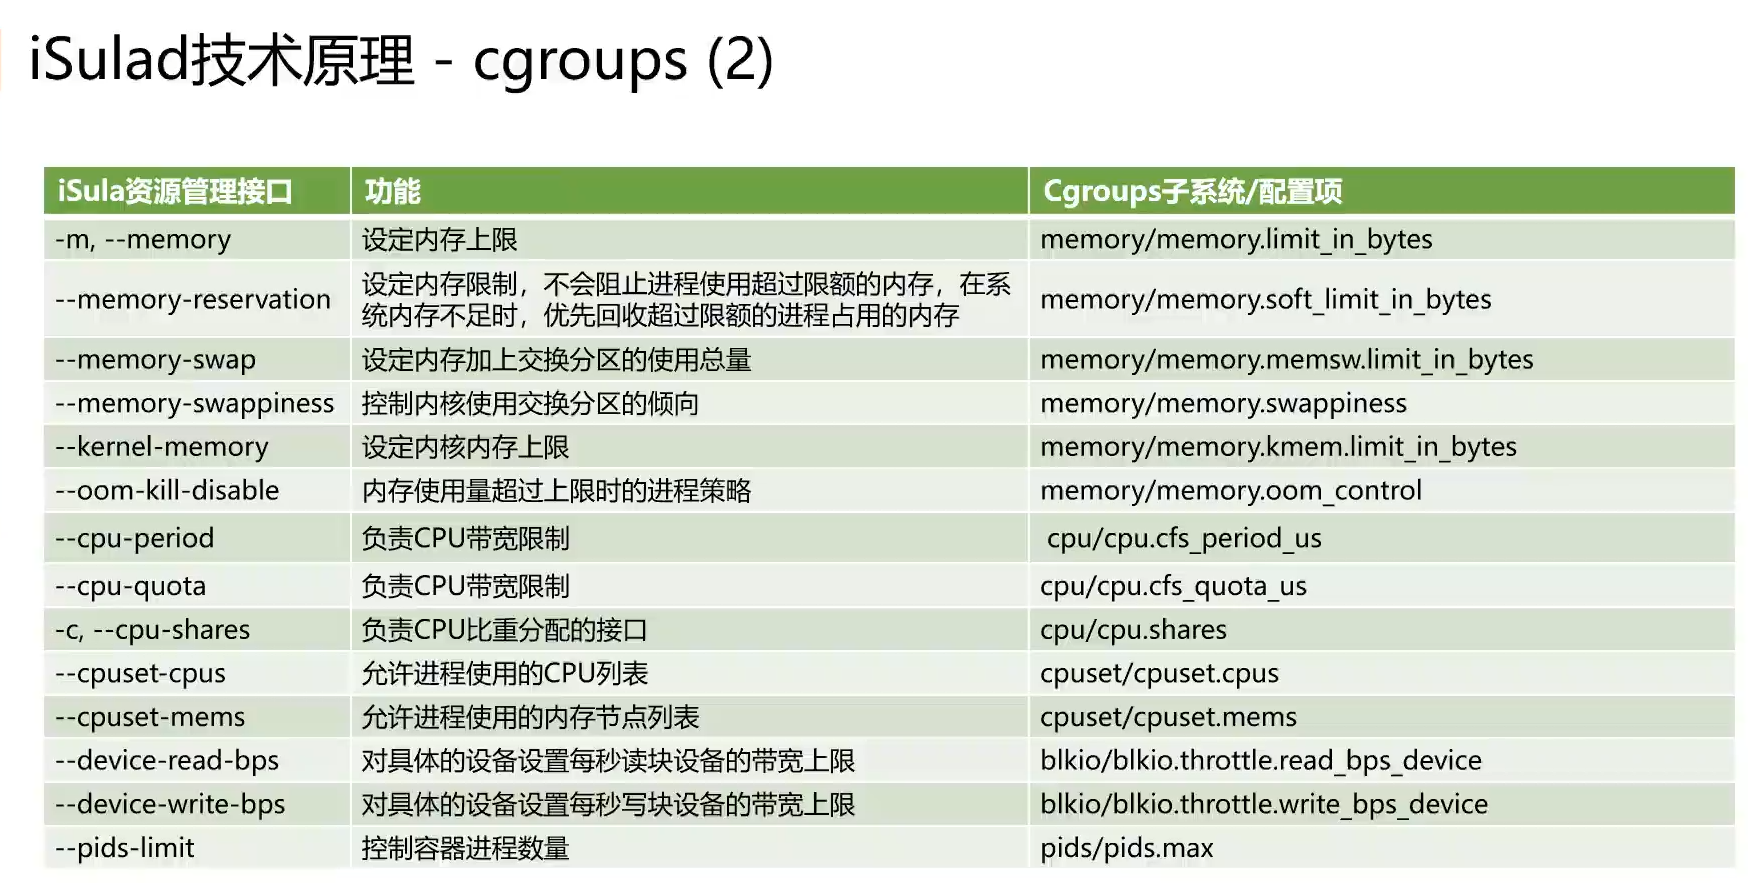 iSulad技术原理 - cgroups (2)
iSula资源管理接口 功能 Cgroups子系统/配置项
-m, --memory 设定内存上限 memory/memory.limit_in_bytes
--memory-reservation 设定内存限制，不会阻止进程使用超过限额的内存，在系 memory/memory.soft_limit_in_bytes
统内存不足时，优先回收超过限额的进程占用的内存
--memory-swap 设定内存加上交换分区的使用总量 memory/memory.memsw.limit_in_bytes
--memory-swappiness 控制内核使用交换分区的倾向 memory/memory.swappiness
--kernel-memory 设定内核内存上限 memory/memory.kmem.limit_in_bytes
--oom-kill-disable 内存使用量超过上限时的进程策略 memory/memory.oom_control
--cpu-period 负责CPU带宽限制 cpu/cpu.cfs_period_us
--cpu-quota 负责CPU带宽限制 cpu/cpu.cfs_quota_us
-c, --cpu-shares 负责CPU比重分配的接口 cpu/cpu.shares
--cpuset-cpus 允许进程使用的CPU列表 cpuset/cpuset.cpus
--cpuset-mems 允许进程使用的内存节点列表 cpuset/cpuset.mems
--device-read-bps 对具体的设备设置每秒读块设备的带宽上限 blkio/blkio.throttle.read_bps_device
--device-write-bps 对具体的设备设置每秒写块设备的带宽上限 blkio/blkio.throttle.write_bps_device
--pids-limit 控制容器进程数量 pids/pids.max